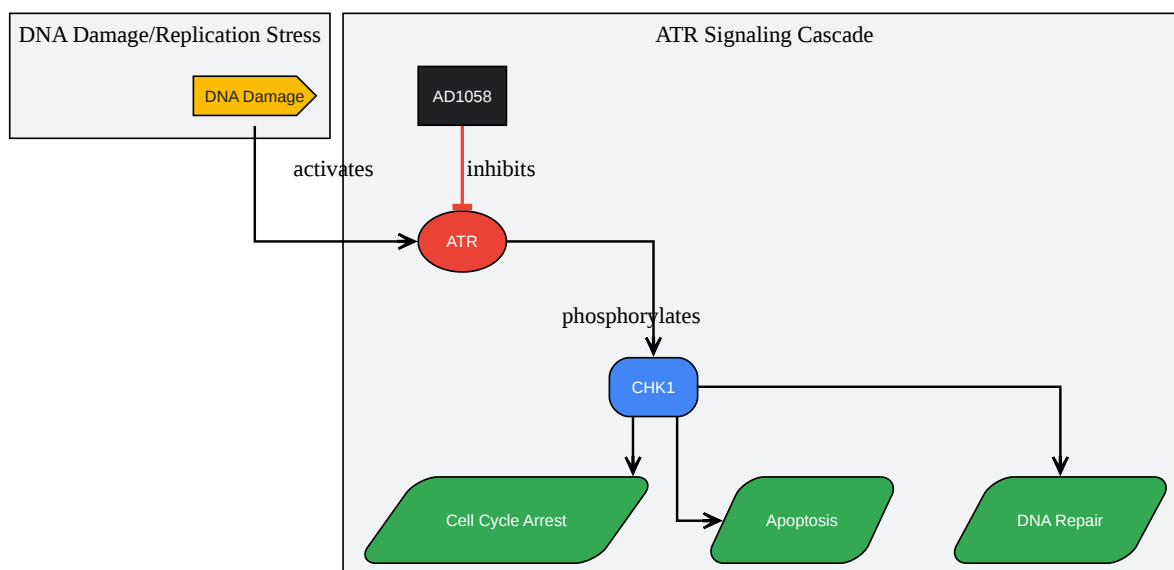 DNA Damage/Replication Stress
ATR Signaling Cascade
DNA Damage
AD1058
activates
inhibits
ATR
phosphorylates
CHK1
Cell Cycle Arrest
Apoptosis
DNA Repair